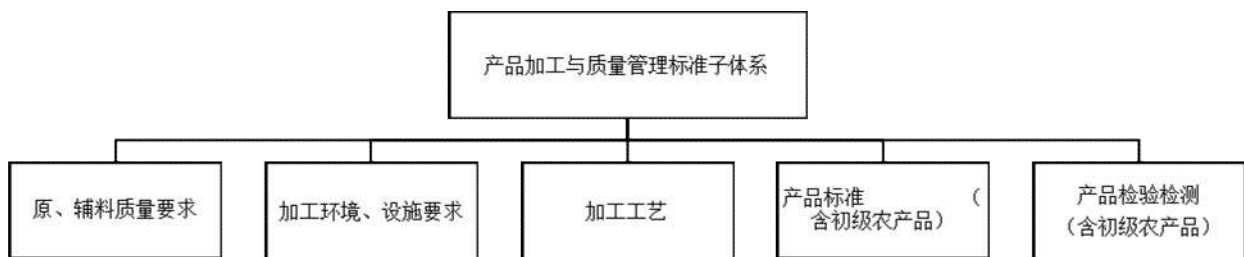 产品加工与质量管理标准子体系
原、辅料质量要求
加工环境、设施要求
加工工艺
产品标准 （
含初级农产品）
产品检验检测
（含初级农产品）